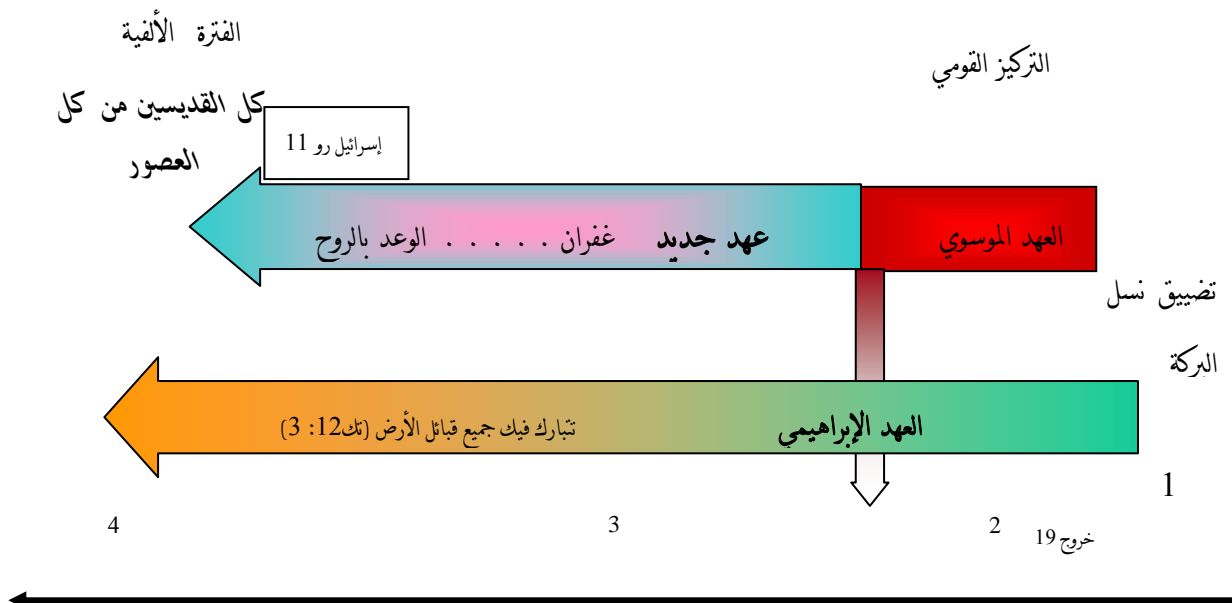 التركيز القومي
الفترة الألفية
كل القديسين من كل
العصور
إسرائيل رو 11
العهد الموسوي
عهد جديد غفران . . . . . الوعد بالروح
تضييق نسل
البركة
العهد الإبراهيمي
تتبارك فيك جميع قبائل الأرض (تك12: 3)
1
خروج 19
2
3
4